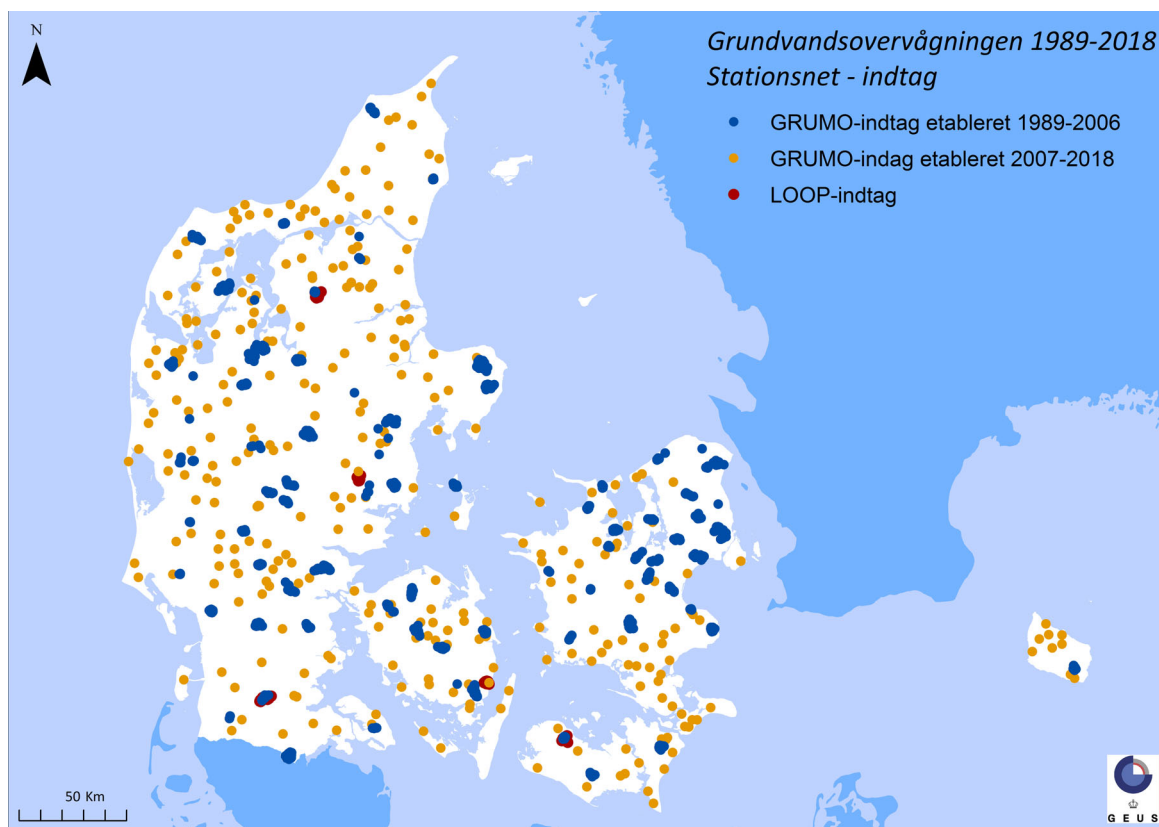 N
Grundvandsovervågningen 1989-2018
Stationsnet - indtag
GRUMO-indtag etableret 1989-2006
GRUMO-indag etableret 2007-2018
LOOP-indtag
50 Km
G E U S